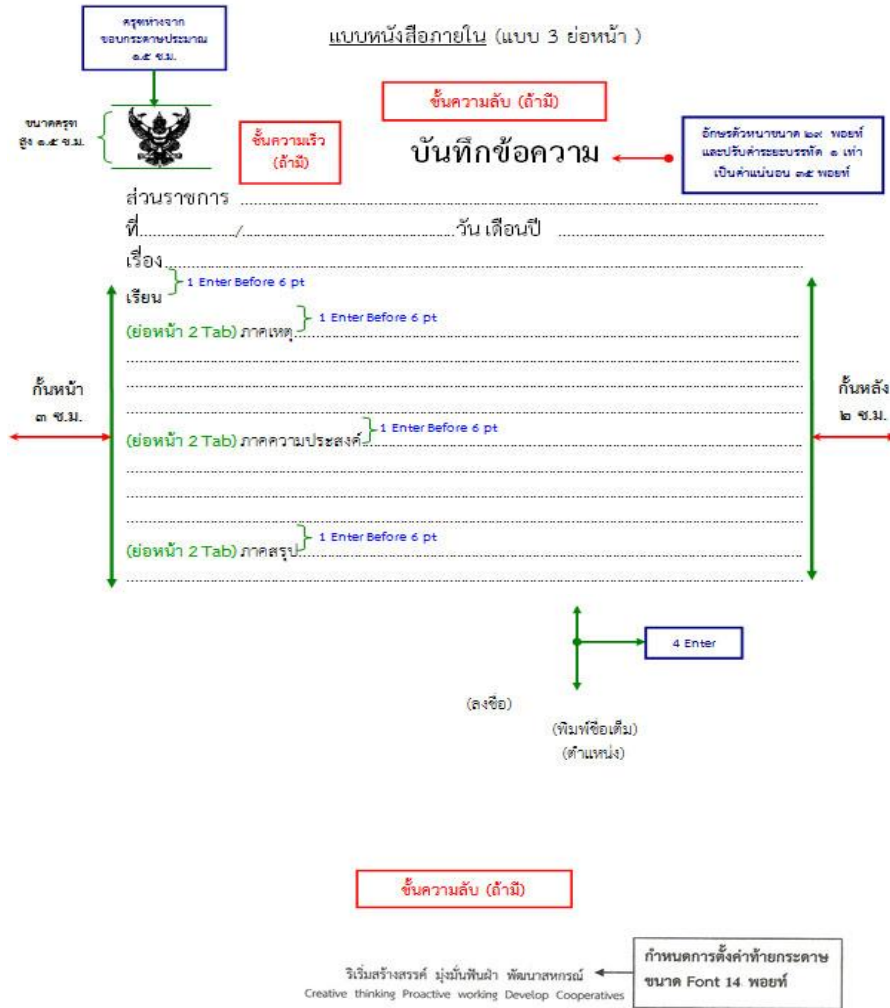 ครุฑห่างจาก
ขอบกระดาษประมาณ
๑.๕ ซ.ม.
แบบหนังสือภายใน (แบบ 3 ย่อหน้า )
ชั้นความลับ (ถ้ามี)
ขนาดครุฑ
สูง ๑.๕ ซ.ม.
ชั้นความเร็ว
(ถ้ามี)
บันทึกข้อความ
อักษรตัวหนาขนาด ๒๙ พอยท์
และปรับค่าระยะบรรทัด ๑ เท่า
เป็นค่าแน่นอน ๓๕ พอยท์
ส่วนราชการ ........................................................................
ที่......................../.....................................................วัน เดือนปี ..................................................................
เรื่อง................................................................................
1 Enter Before 6 pt
เรียน
1 Enter Before 6 pt
(ย่อหน้า 2 Tab) ภาคเหตุ................................................................
กั้นหน้า
๓ ซ.ม.
กั้นหลัง
๒ ซ.ม.
1 Enter Before 6 pt
(ย่อหน้า 2 Tab) ภาคความประสงค์................................................................
1 Enter Before 6 pt
(ย่อหน้า 2 Tab) ภาคสรุป................................................................
4 Enter
(ลงชื่อ)
(พิมพ์ชื่อเต็ม)
(ตำแหน่ง)
ชั้นความลับ (ถ้ามี)
กำหนดการตั้งค่าท้ายกระดาษ
ขนาด Font 14 พอยท์
ริเริ่มสร้างสรรค์ มุ่งมั่นฟันฝ่า พัฒนาสหกรณ์
Creative thinking Proactive working Develop Cooperatives